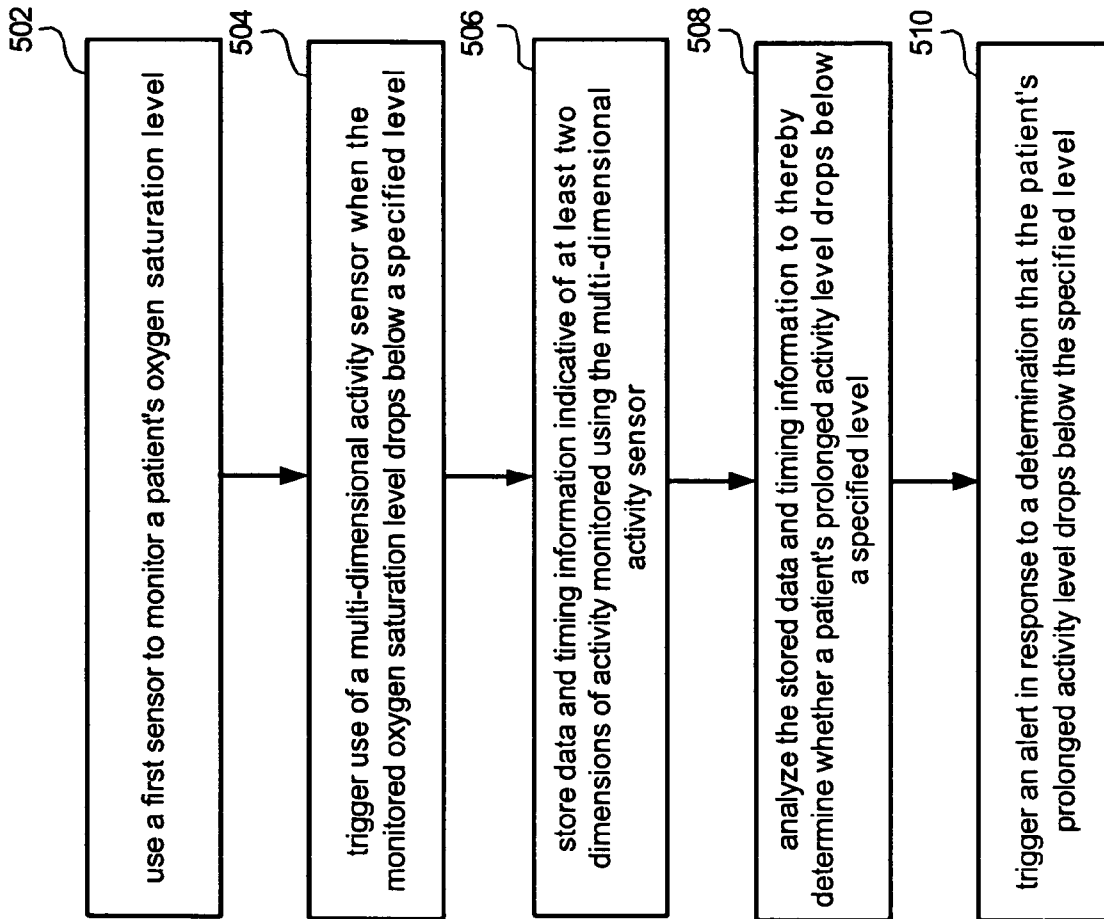 502
use a first sensor to monitor a patient's oxygen saturation level
504
trigger use of a multi-dimensional activity sensor when the
monitored oxygen saturation level drops below a specified level
506
store data and timing information indicative of at least two
dimensions of activity monitored using the multi-dimensional
activity sensor
508
analyze the stored data and timing information to thereby
determine whether a patient's prolonged activity level drops below
a specified level
510
trigger an alert in response to a determination that the patient's
prolonged activity level drops below the specified level